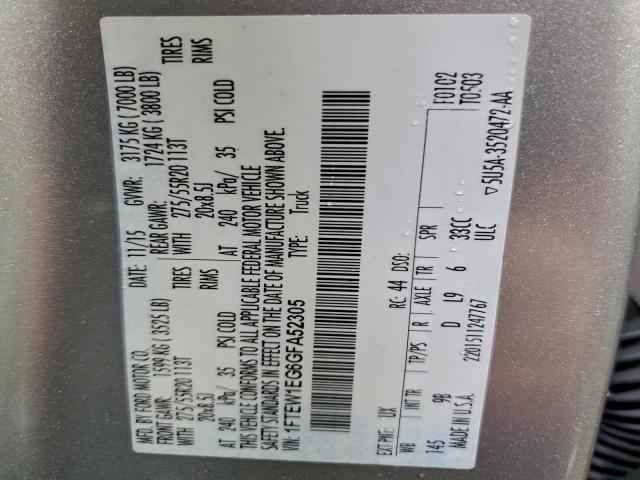 MFD. BY FORD MOTOR CO.
DATE: 11/15 GVWR: 3175 KG ( 7000 LB)
FRONT GAWR: 1599 KG ( 3525 LB) REAR GAWR: 1724 KG ( 3800 LB)
WITH 275/55R20 113T TIRES WITH 275/55R20 113T TIRES
20x8.5J RIMS 20x8.5J RIMS
AT 240 kPa/ 35 PSI COLD AT 240 kPa/ 35 PSI COLD
THIS VEHICLE CONFORMS TO ALL APPLICABLE FEDERAL MOTOR VEHICLE
SAFETY STANDARDS IN EFFECT ON THE DATE OF MANUFACTURE SHOWN ABOVE.
VIN: 1FTEW1EG6GFA52305 TYPE: Truck
F0102
T0503
EXT PNT: UX RC: 44 DSO:
WB INT TR TP/PS R AXLE TR SPR
145 9B D L9 6 33CC
MADE IN U.S.A. 2201511247767 ULC
▽5U5A-3520472-AA